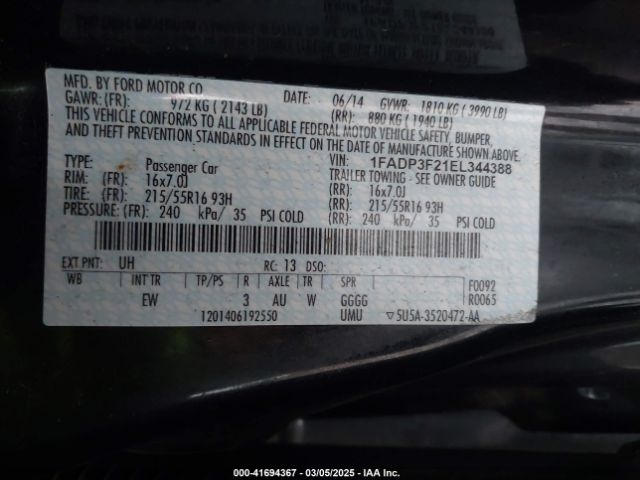 MFD. BY FORD MOTOR CO.
DATE: 06/14 GVWR: 1810 KG ( 3990 LB)
GAWR: (FR): 972 KG ( 2143 LB) (RR): 880 KG ( 1940 LB)
THIS VEHICLE CONFORMS TO ALL APPLICABLE FEDERAL MOTOR VEHICLE SAFETY, BUMPER,
AND THEFT PREVENTION STANDARDS IN EFFECT ON THE DATE OF MANUFACTURE SHOWN ABOVE.
VIN: 1FADP3F21EL344388
TYPE: Passenger Car TRAILER TOWING - SEE OWNER GUIDE
RIM: (FR): 16x7.0J (RR): 16x7.0J
TIRE: (FR): 215/55R16 93H (RR): 215/55R16 93H
PRESSURE: (FR): 240 kPa/ 35 PSI COLD (RR): 240 kPa/ 35 PSI COLD
EXT PNT: UH RC: 13 DSO:
WB INT TR TP/PS R AXLE TR SPR F0092
EW 3 AU W GGGG R0065
1201406192550 UMU ▽5U5A-3520472-AA
000-41694367 - 03/05/2025 - IAA Inc.